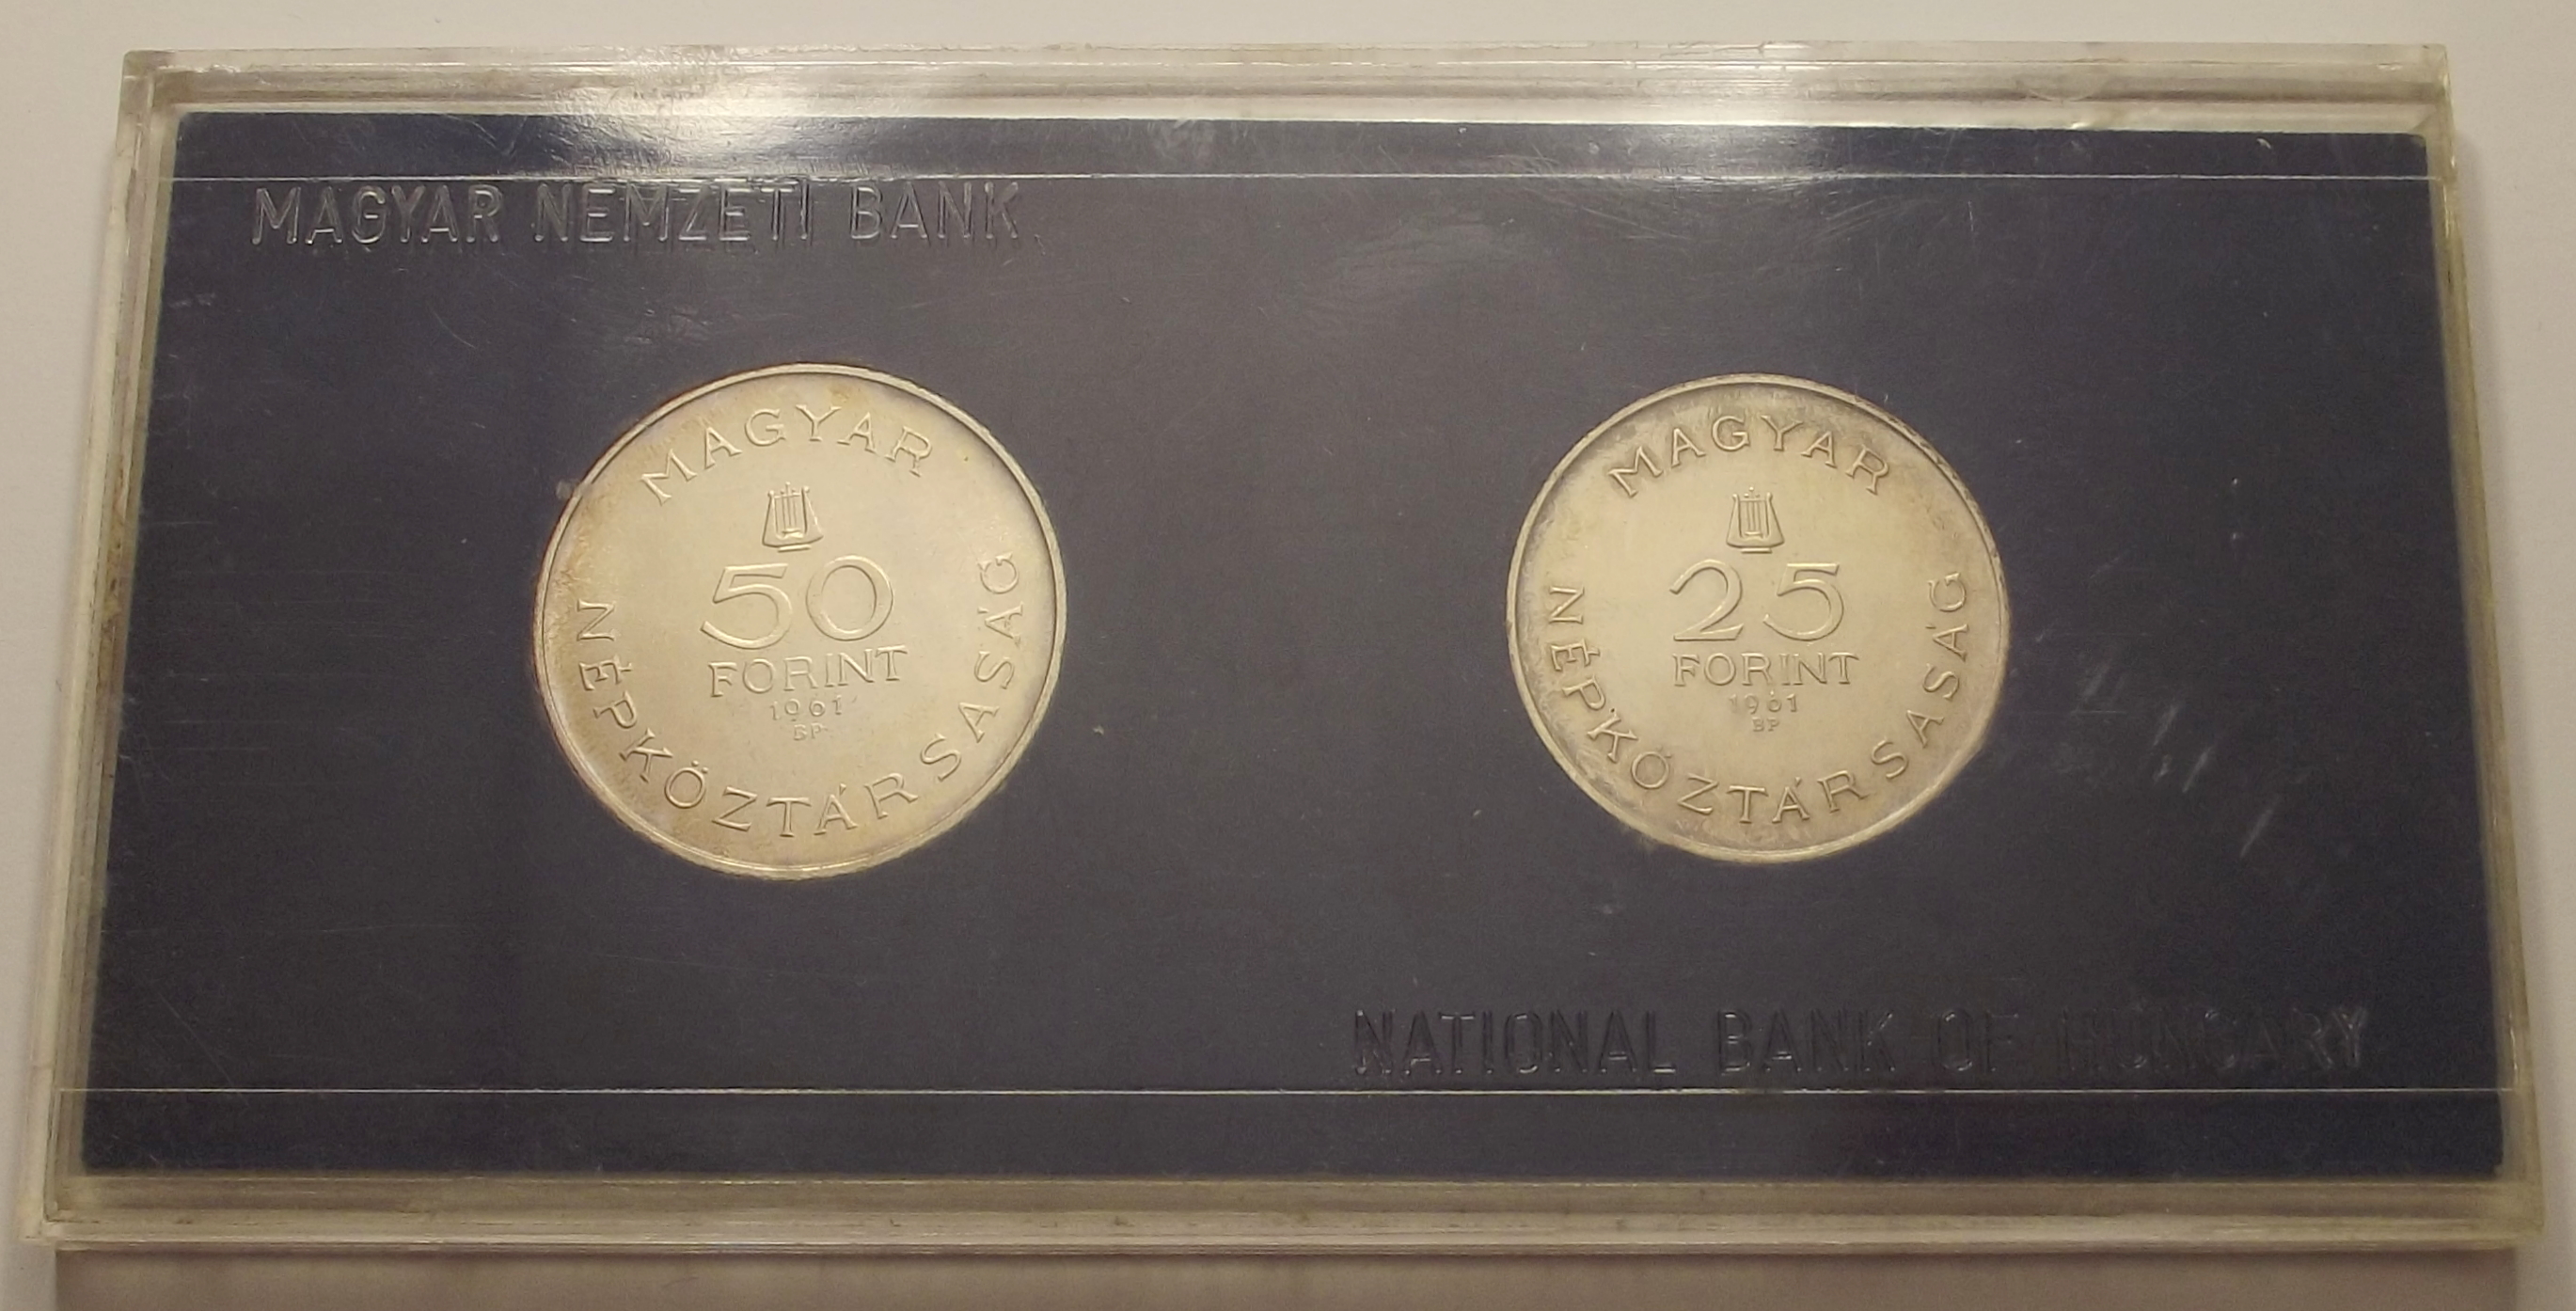 MAGYAR NEMZETI BANK
MAGYAR
50
FORINT
1961
BP
NÉPKÖZTÁRSASÁG
MAGYAR
25
FORINT
1961
BP
NÉPKÖZTÁRSASÁG
NATIONAL BANK OF HUNGARY